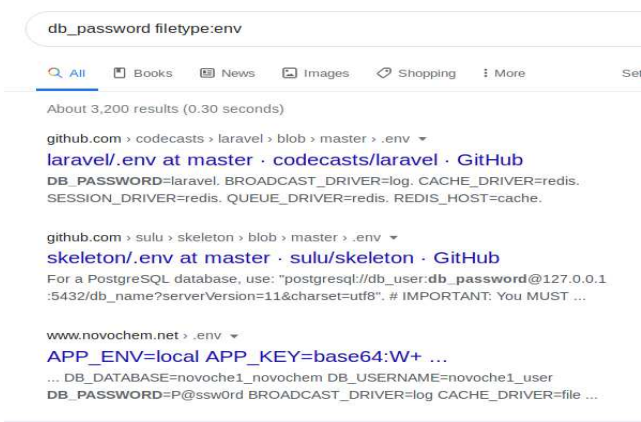 db_password filetype:env
All Books News Images Shopping More Set
About 3,200 results (0.30 seconds)
github.com › codecasts › laravel › blob › master › .env
laravel/.env at master · codecasts/laravel · GitHub
DB_PASSWORD=laravel. BROADCAST_DRIVER=log. CACHE_DRIVER=redis.
SESSION_DRIVER=redis. QUEUE_DRIVER=redis. REDIS_HOST=cache.
github.com › sulu › skeleton › blob › master › .env
skeleton/.env at master · sulu/skeleton · GitHub
For a PostgreSQL database, use: "postgresql://db_user:db_password@127.0.0.1
:5432/db_name?serverVersion=11&charset=utf8". # IMPORTANT: You MUST ...
www.novochem.net › .env
APP_ENV=local APP_KEY=base64:W+ ...
... DB_DATABASE=novoche1_novochem DB_USERNAME=novoche1_user
DB_PASSWORD=P@ssw0rd BROADCAST_DRIVER=log CACHE_DRIVER=file ...